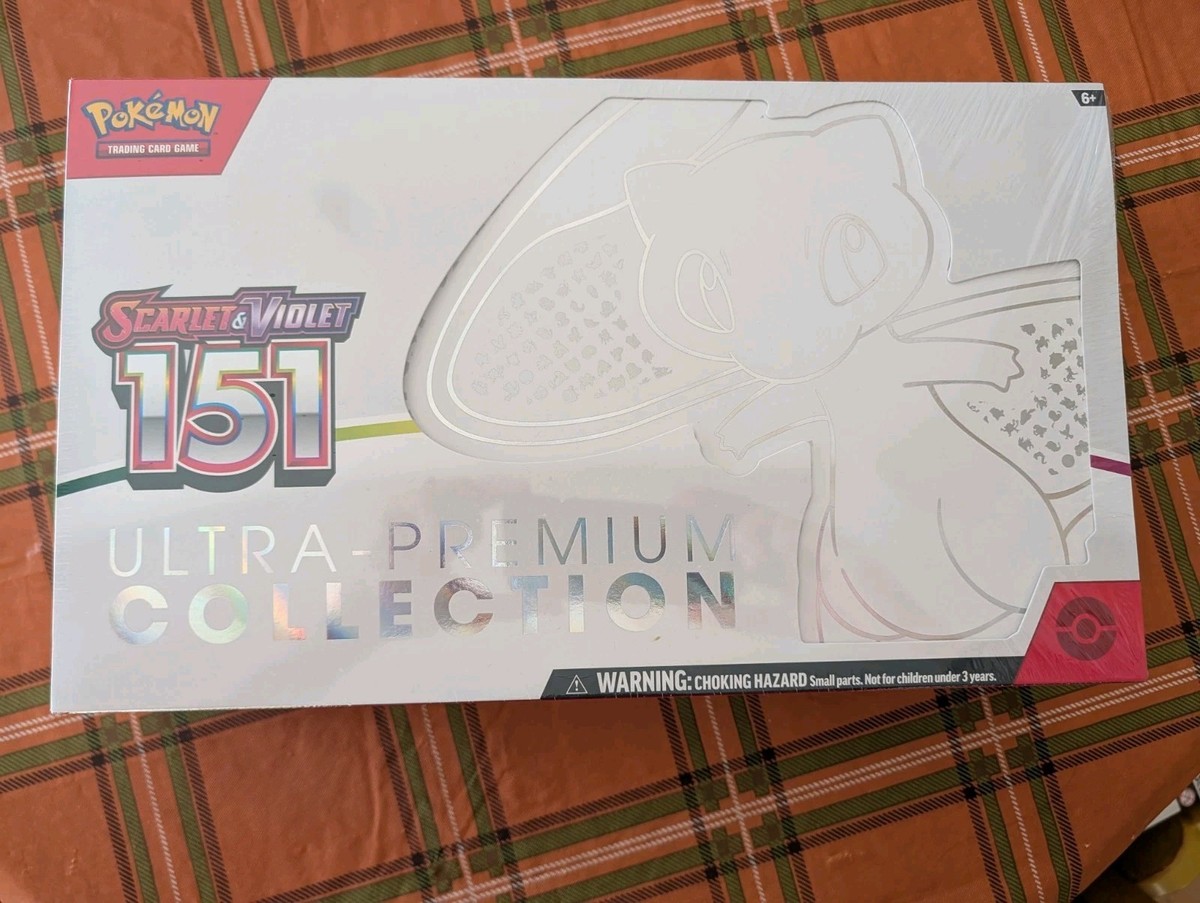 POKéMON
TRADING CARD GAME
6+
SCARLET & VIOLET
151
ULTRA-PREMIUM
COLLECTION
WARNING: CHOKING HAZARD Small parts. Not for children under 3 years.